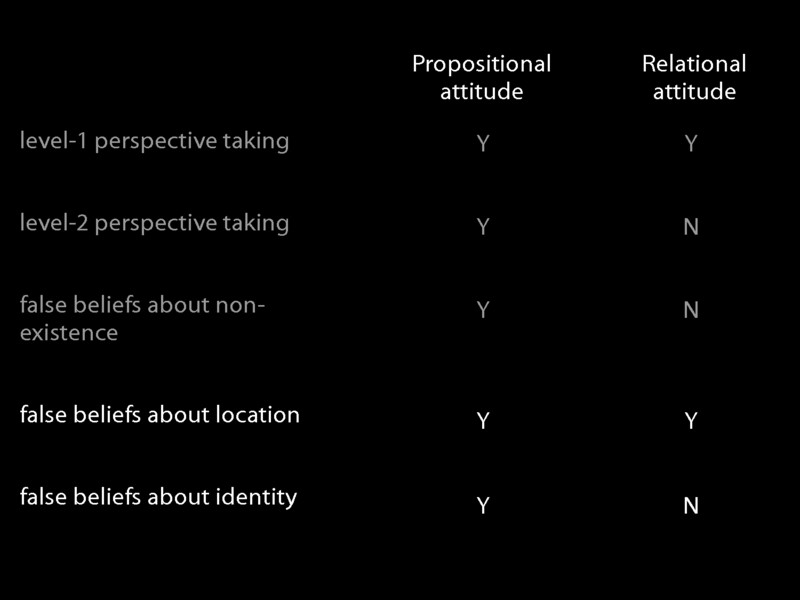 Propositional Relational
attitude attitude
level-1 perspective taking Y Y
level-2 perspective taking Y N
false beliefs about non-
existence Y N
false beliefs about location Y Y
false beliefs about identity Y N